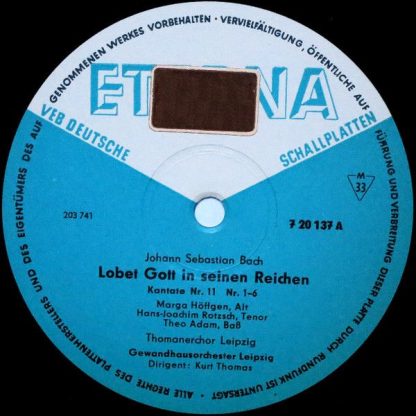 GENOMMENEN WERKES VORBEHALTEN · VERVIELFÄLTIGUNG, ÖFFENTLICHE AUF-
FÜHRUNG UND RUNDFUNKVERBREITUNG DIESER PLATTE DURCH RUNDFUNK IST UNTERSAGT · ALLE RECHTE DES PLATTENHERSTELLERS UND DES EIGENTÜMERS DES AUF-
VEB DEUTSCHE
SCHALLPLATTEN
M
33
203 741
7 20 137 A
Johann Sebastian Bach
Lobet Gott in seinen Reichen
Kantate Nr. 11 Nr. 1-6
Marga Höffgen, Alt
Hans-Joachim Rotzsch, Tenor
Theo Adam, Baß
Thomanerchor Leipzig
Gewandhausorchester Leipzig
Dirigent: Kurt Thomas